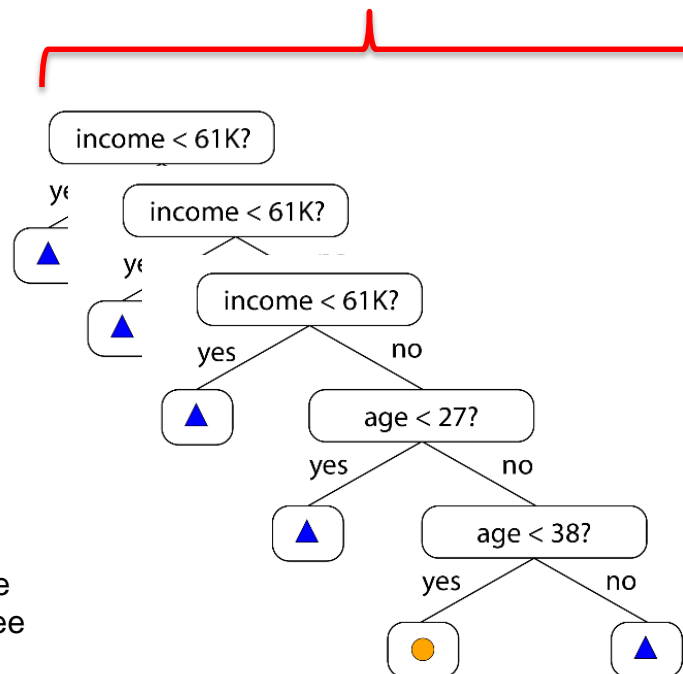 income < 61K?
income < 61K?
income < 61K?
yes
no
age < 27?
yes
no
age < 38?
yes
no